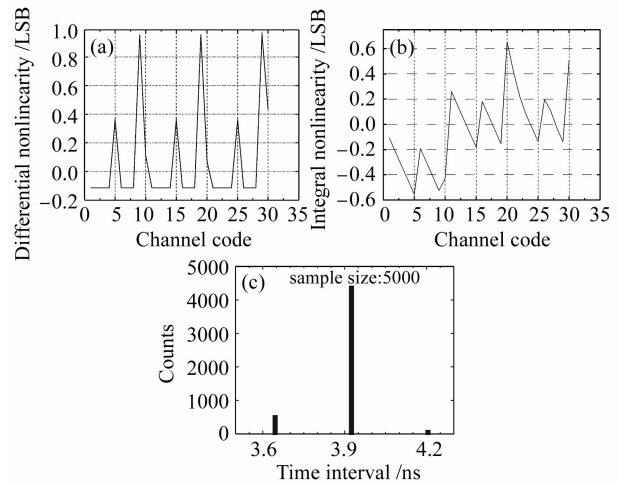 Differential nonlinearity /LSB
(a)
1.0
0.8
0.6
0.4
0.2
0.0
−0.2
0 5 10 15 20 25 30 35
Channel code
Integral nonlinearity /LSB
(b)
0.6
0.4
0.2
0.0
−0.2
−0.4
−0.6
0 5 10 15 20 25 30 35
Channel code
Counts
(c) sample size:5000
5000
4000
3000
2000
1000
0
3.6 3.9 4.2
Time interval /ns